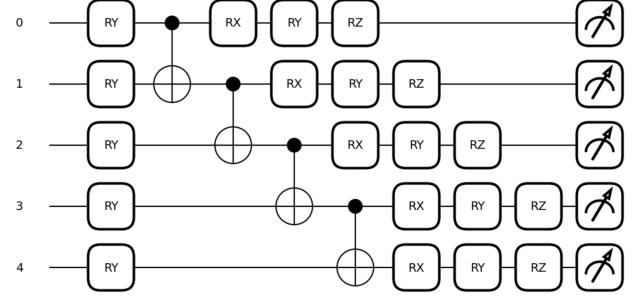 0 RY RX RY RZ
1 RY RX RY RZ
2 RY RX RY RZ
3 RY RX RY RZ
4 RY RX RY RZ